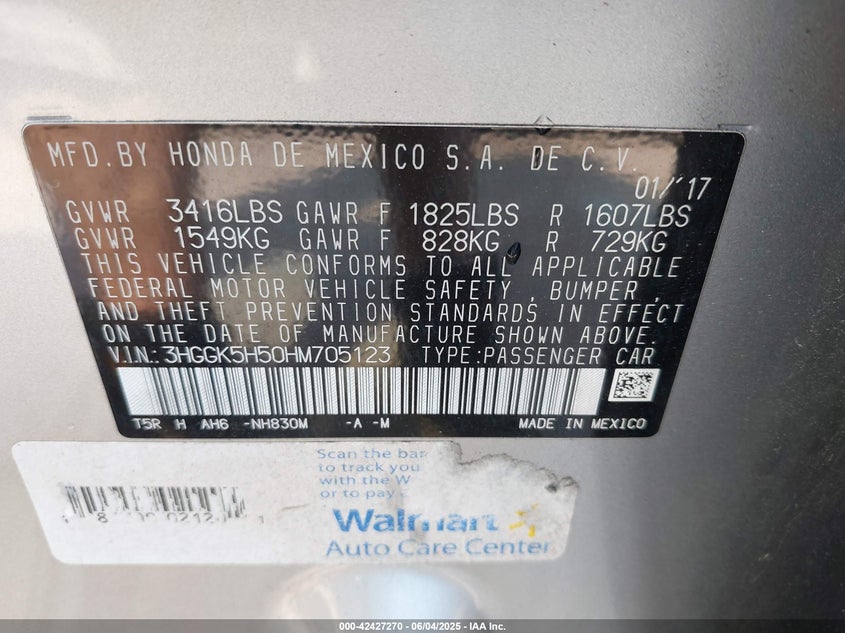 MFD.BY HONDA DE MEXICO S.A. DE C.V.
01/'17
GVWR 3416LBS GAWR F 1825LBS R 1607LBS
GVWR 1549KG GAWR F 828KG R 729KG
THIS VEHICLE CONFORMS TO ALL APPLICABLE
FEDERAL MOTOR VEHICLE SAFETY , BUMPER ,
AND THEFT PREVENTION STANDARDS IN EFFECT
ON THE DATE OF MANUFACTURE SHOWN ABOVE.
V.I.N.: 3HGGK5H50HM705123 TYPE:PASSENGER CAR
T5R H AH6 -NH830M -A -M MADE IN MEXICO
Scan the bar
to track you
with the W
or to pay
Walmart
Auto Care Center
000-42427270 - 06/04/2025 - IAA Inc.